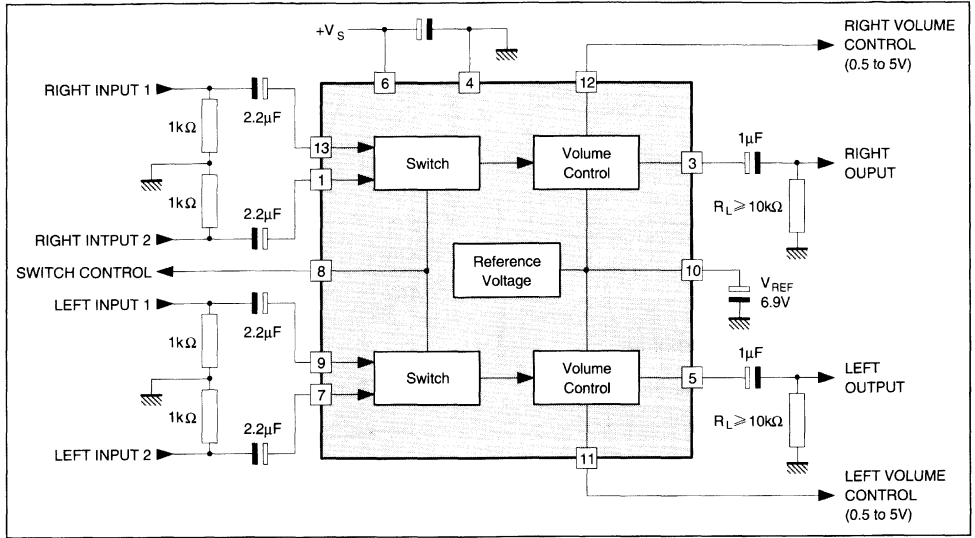 +VS
RIGHT VOLUME
CONTROL
(0.5 to 5V)
6
4
12
RIGHT INPUT 1
1kΩ
2.2μF
13
Switch
Volume
Control
3
1μF
RIGHT
OUPUT
1
1kΩ
2.2μF
RL ⩾ 10kΩ
RIGHT INTPUT 2
SWITCH CONTROL
8
Reference
Voltage
10
VREF
6.9V
LEFT INPUT 1
2.2μF
1kΩ
9
Switch
Volume
Control
5
1μF
LEFT
OUTPUT
7
1kΩ
2.2μF
RL ⩾ 10kΩ
LEFT INPUT 2
11
LEFT VOLUME
CONTROL
(0.5 to 5V)